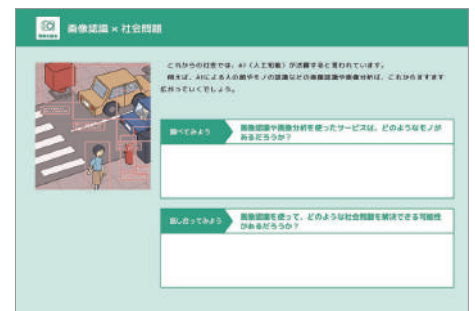 画像認識 × 社会問題
これからの社会では、AI（人工知能）が活躍すると言われています。
例えば、AIによる人の顔やモノの認識などの画像認識や画像分析は、これからますます
広がっていくでしょう。
調べてみよう
画像認識や画像分析を使ったサービスは、どのようなモノが
あるだろうか？
話し合ってみよう
画像認識を使って、どのような社会問題を解決できる可能性
があるだろうか？